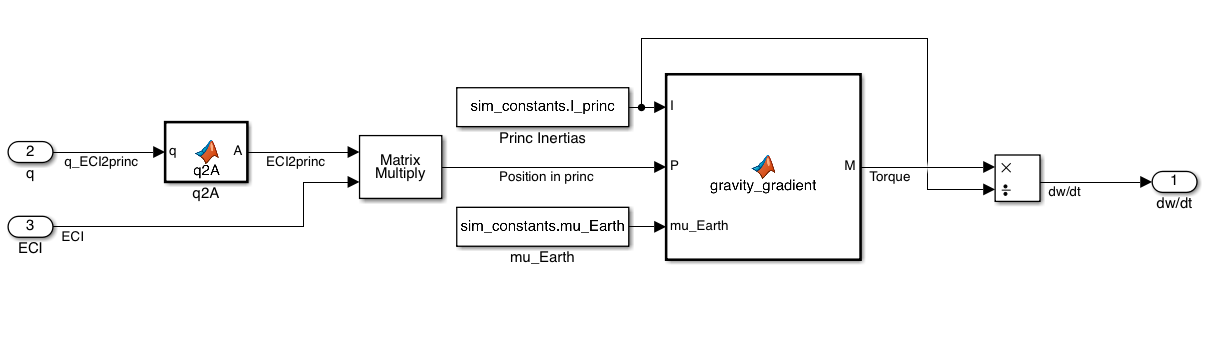 2
q
q_ECI2princ
q
A
q2A
q2A
ECI2princ
3
ECI
ECI
Matrix
Multiply
sim_constants.I_princ
Princ Inertias
Position in princ
sim_constants.mu_Earth
mu_Earth
I
P
mu_Earth
gravity_gradient
M
Torque
×
÷
dw/dt
1
dw/dt